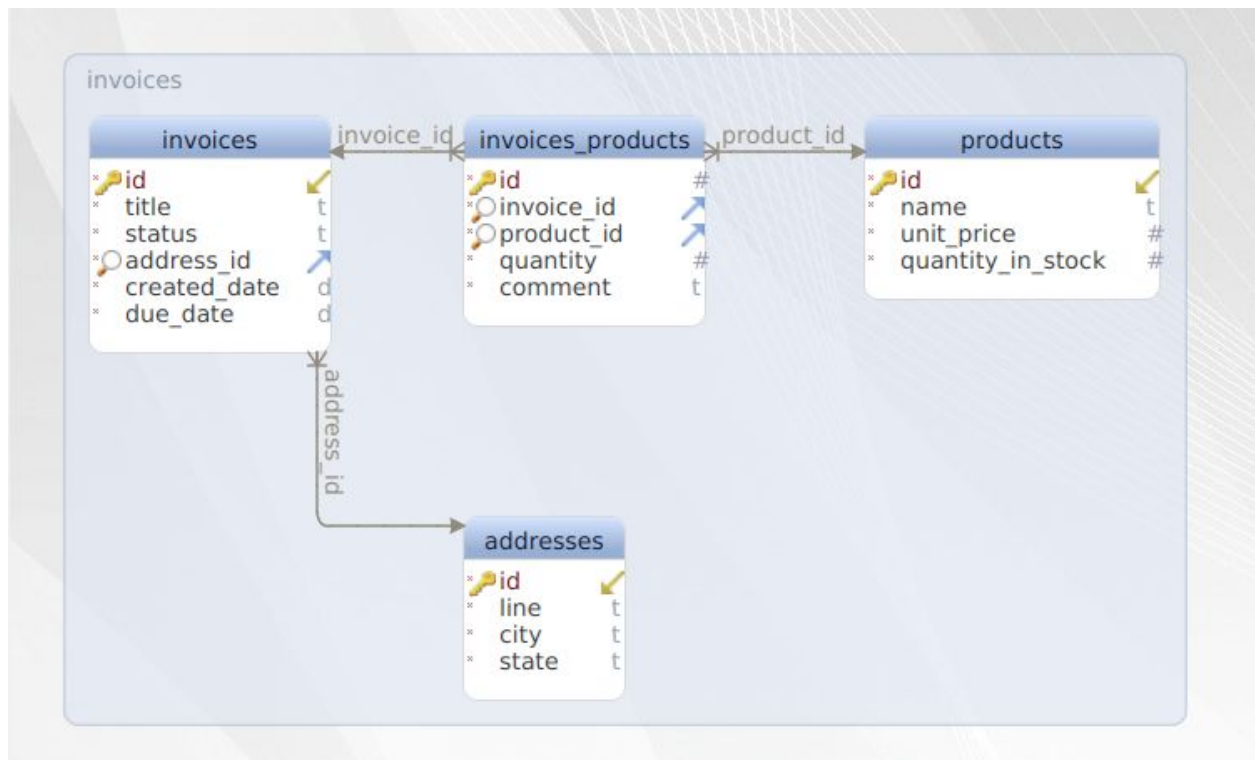 invoices
invoices
invoice_id
invoices_products
product_id
products
id
title t
status t
address_id
created_date d
due_date d
id #
invoice_id
product_id
quantity #
comment t
id
name t
unit_price #
quantity_in_stock #
address_id
addresses
id
line t
city t
state t